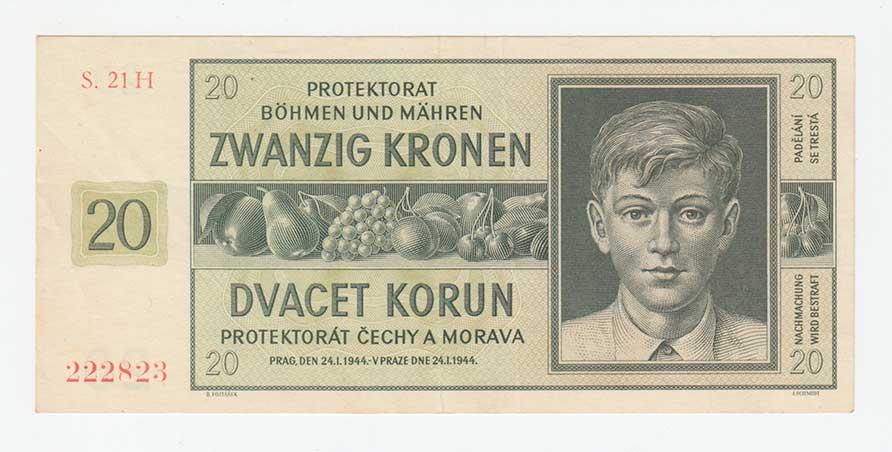 S. 21 H
20
20
PROTEKTORAT
BÖHMEN UND MÄHREN
ZWANZIG KRONEN
PADĚLÁNÍ
SE TRESTÁ
20
DVACET KORUN
PROTEKTORÁT ČECHY A MORAVA
PRAG, DEN 24.I.1944.-V PRAZE DNE 24.I.1944.
NACHMACHUNG
WIRD BESTRAFT
222823
20
20
J.SCHMIDT